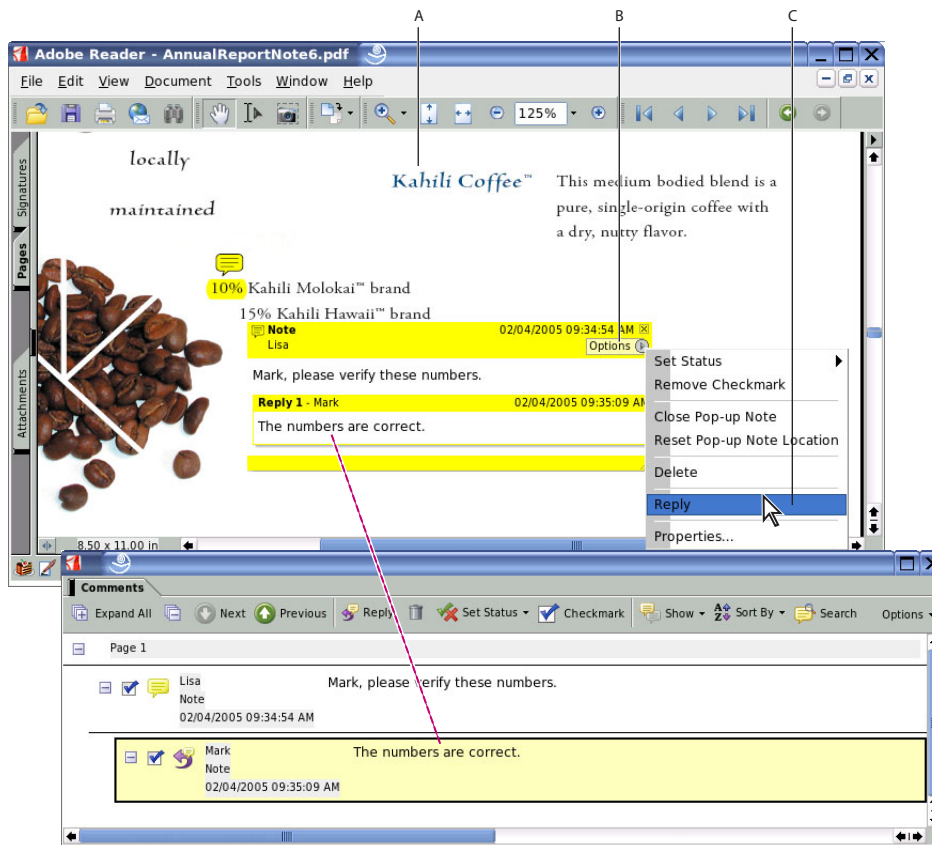 A B C
Adobe Reader - AnnualReportNote6.pdf
File Edit View Document Tools Window Help
125%
Signatures
Pages
Attachments
locally
maintained
Kahili Coffee™
This medium bodied blend is a
pure, single-origin coffee with
a dry, nutty flavor.
10% Kahili Molokai™ brand
15% Kahili Hawaii™ brand
Note 02/04/2005 09:34:54 AM
Lisa Options
Mark, please verify these numbers.
Reply 1 - Mark 02/04/2005 09:35:09 AM
The numbers are correct.
Set Status
Remove Checkmark
Close Pop-up Note
Reset Pop-up Note Location
Delete
Reply
Properties...
8.50 x 11.00 in
Comments
Expand All Next Previous Reply Set Status Checkmark Show Sort By Search Options
Page 1
Lisa Mark, please verify these numbers.
Note
02/04/2005 09:34:54 AM
Mark The numbers are correct.
Note
02/04/2005 09:35:09 AM